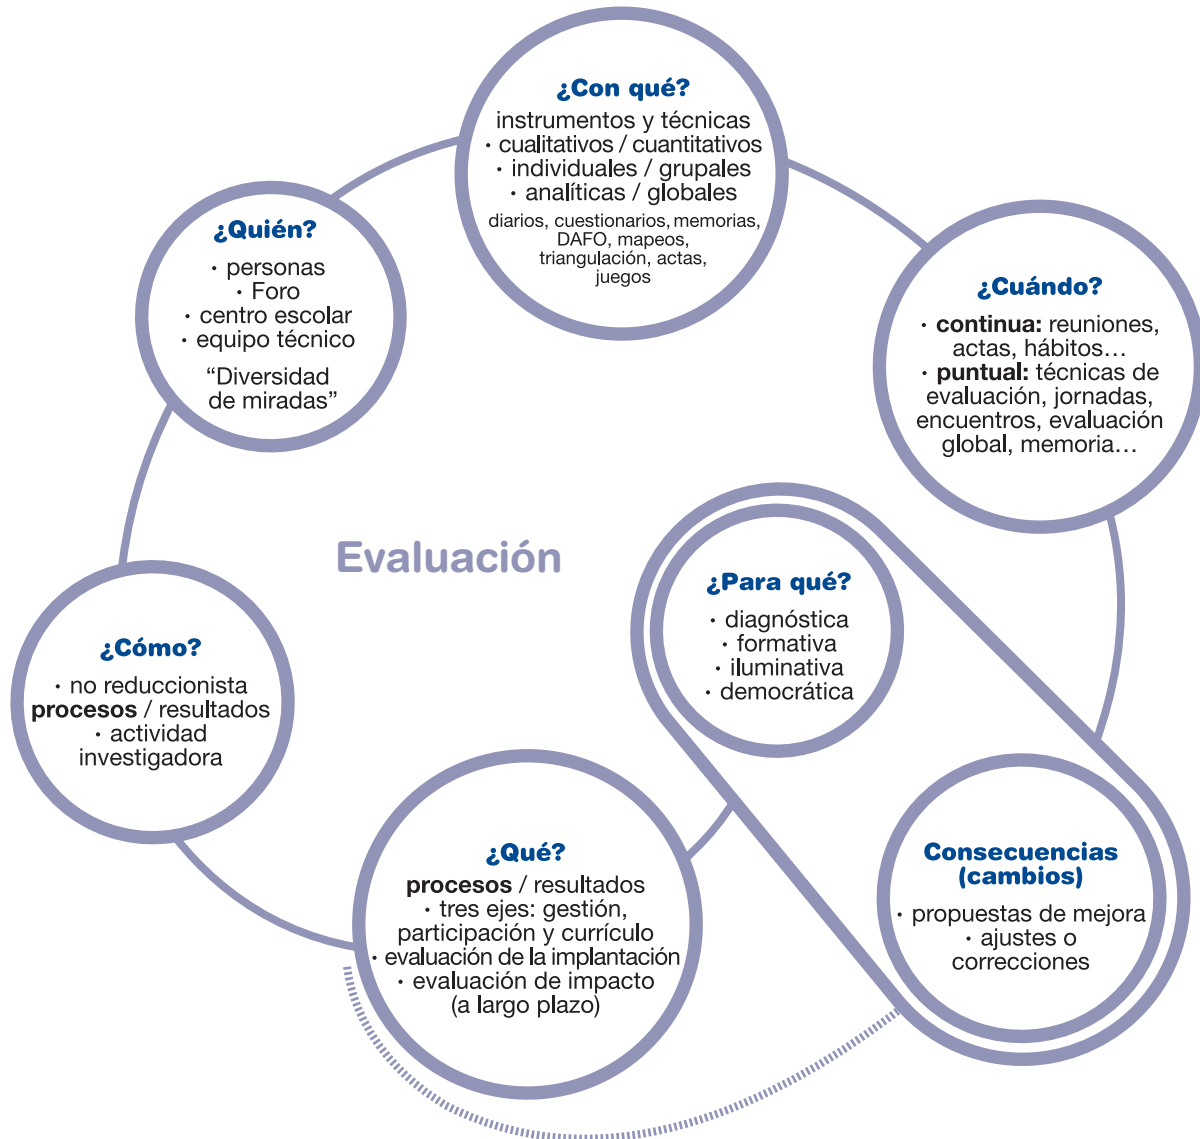 ¿Con qué?
instrumentos y técnicas
· cualitativos / cuantitativos
· individuales / grupales
· analíticas / globales
diarios, cuestionarios, memorias,
DAFO, mapeos,
triangulación, actas,
juegos
¿Quién?
· personas
· Foro
· centro escolar
· equipo técnico
“Diversidad
de miradas”
¿Cuándo?
· continua: reuniones,
actas, hábitos…
· puntual: técnicas de
evaluación, jornadas,
encuentros, evaluación
global, memoria…
Evaluación
¿Para qué?
· diagnóstica
· formativa
· iluminativa
· democrática
¿Cómo?
· no reduccionista
procesos / resultados
· actividad
investigadora
¿Qué?
procesos / resultados
· tres ejes: gestión,
participación y currículo
· evaluación de la implantación
· evaluación de impacto
(a largo plazo)
Consecuencias
(cambios)
· propuestas de mejora
· ajustes o
correcciones